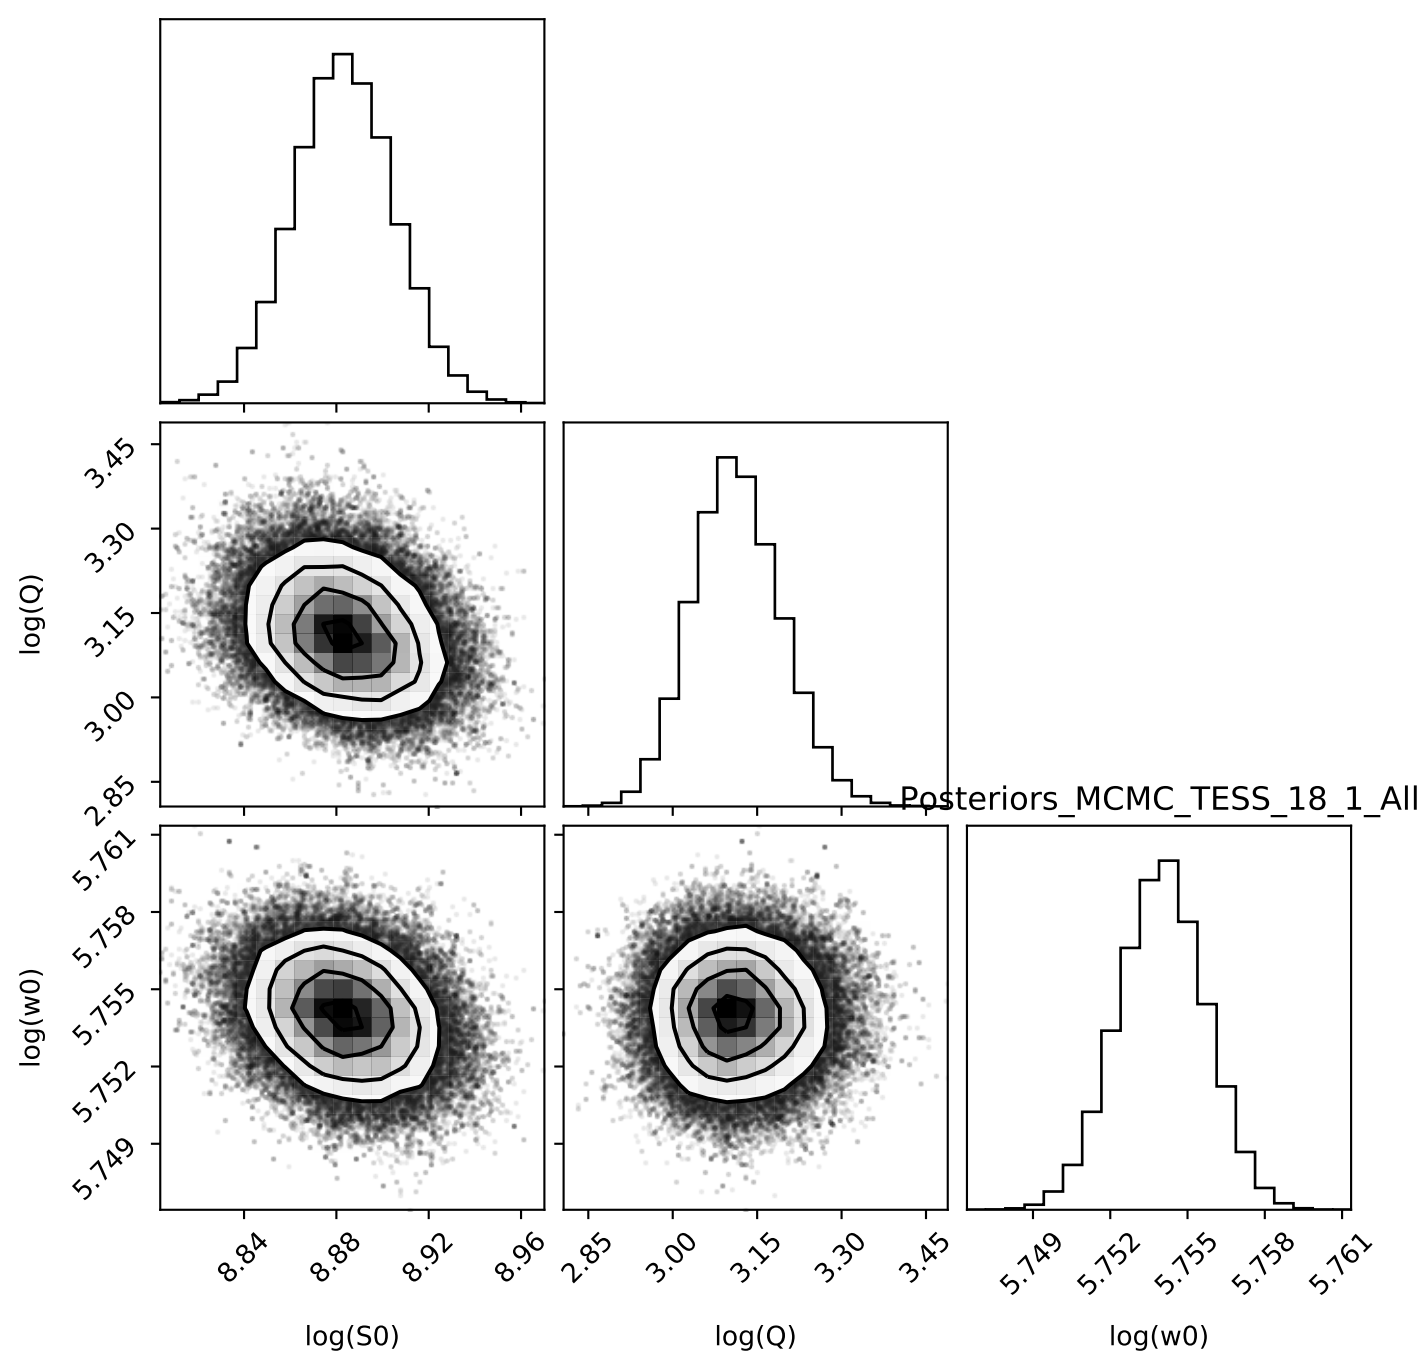 3.45
3.30
3.15
3.00
2.85
log(Q)
Posteriors_MCMC_TESS_18_1_All
5.761
5.758
5.755
5.752
5.749
log(w0)
8.84 8.88 8.92 8.96 2.85 3.00 3.15 3.30 3.45 5.749 5.752 5.755 5.758 5.761
log(S0) log(Q) log(w0)